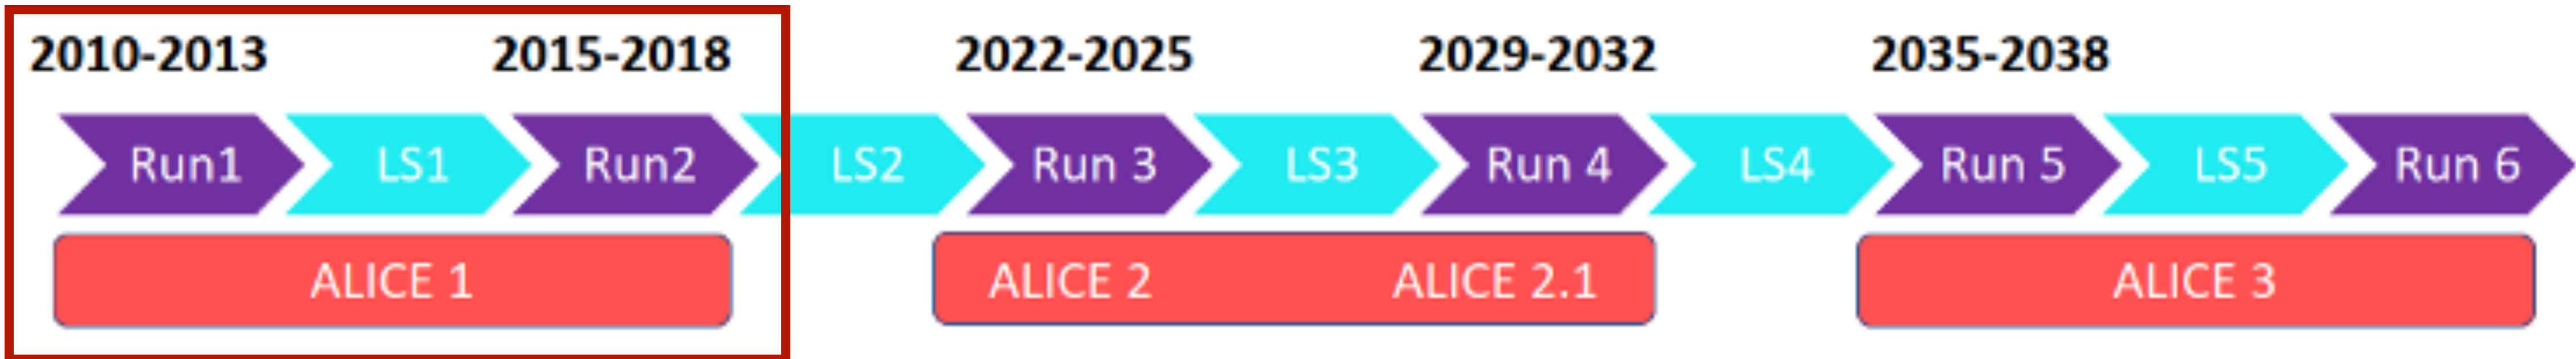 2010-2013 2015-2018 2022-2025 2029-2032 2035-2038
Run1 LS1 Run2 LS2 Run 3 LS3 Run 4 LS4 Run 5 LS5 Run 6
ALICE 1 ALICE 2 ALICE 2.1 ALICE 3